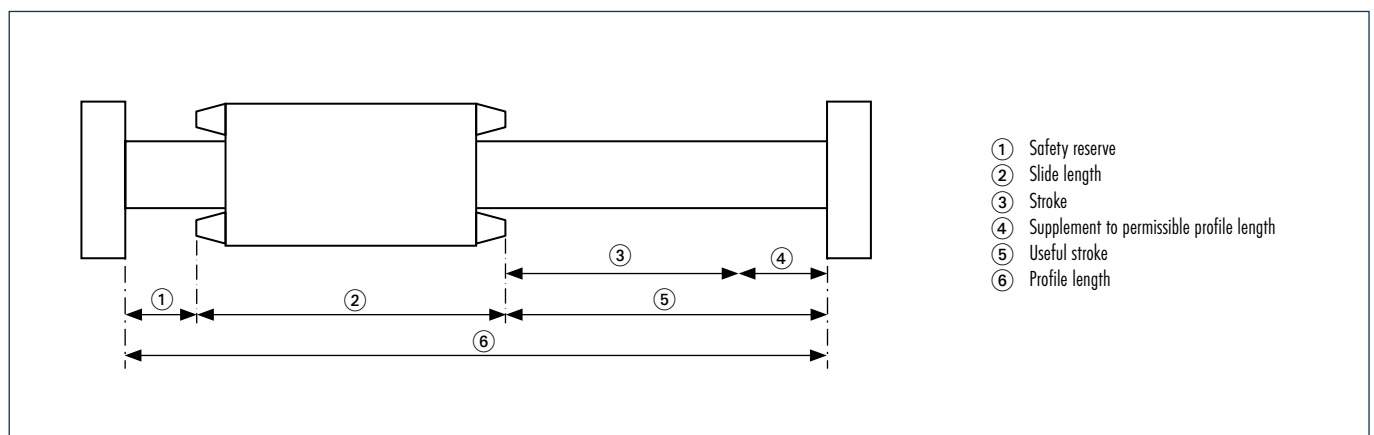 ① Safety reserve
② Slide length
③ Stroke
④ Supplement to permissible profile length
⑤ Useful stroke
⑥ Profile length
③ ④
① ② ⑤
⑥